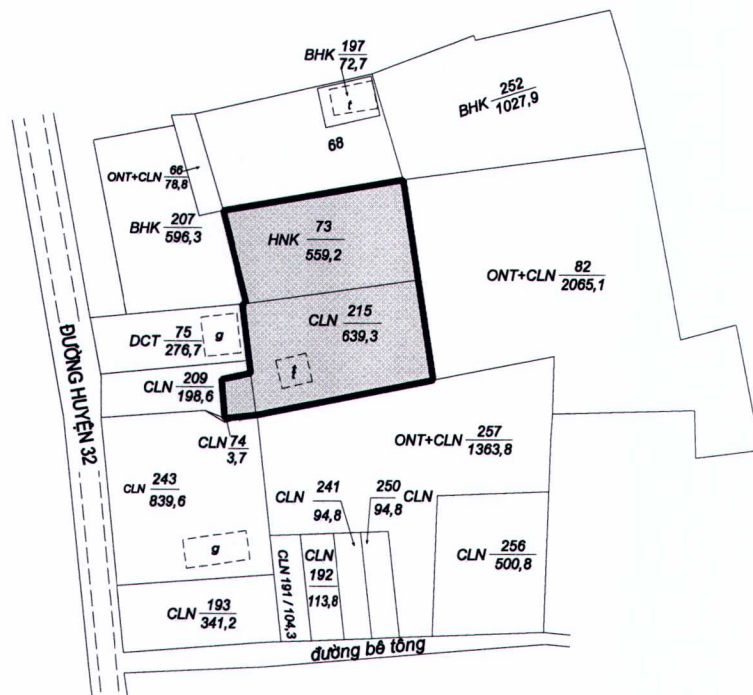 BHK 197
72,7
t
68
BHK 252
1027,9
ONT+CLN 66
78,8
BHK 207
596,3
HNK 73
559,2
ONT+CLN 82
2065,1
CLN 215
639,3
DCT 75
276,7
g
t
CLN 209
198,6
ĐƯỜNG HUYỆN 32
CLN 74
3,7
ONT+CLN 257
1363,8
CLN 243
839,6
CLN 241
94,8
250 CLN
94,8
g
CLN 256
500,8
CLN 191 / 104,3
CLN
192
113,8
CLN 193
341,2
đường bê tông